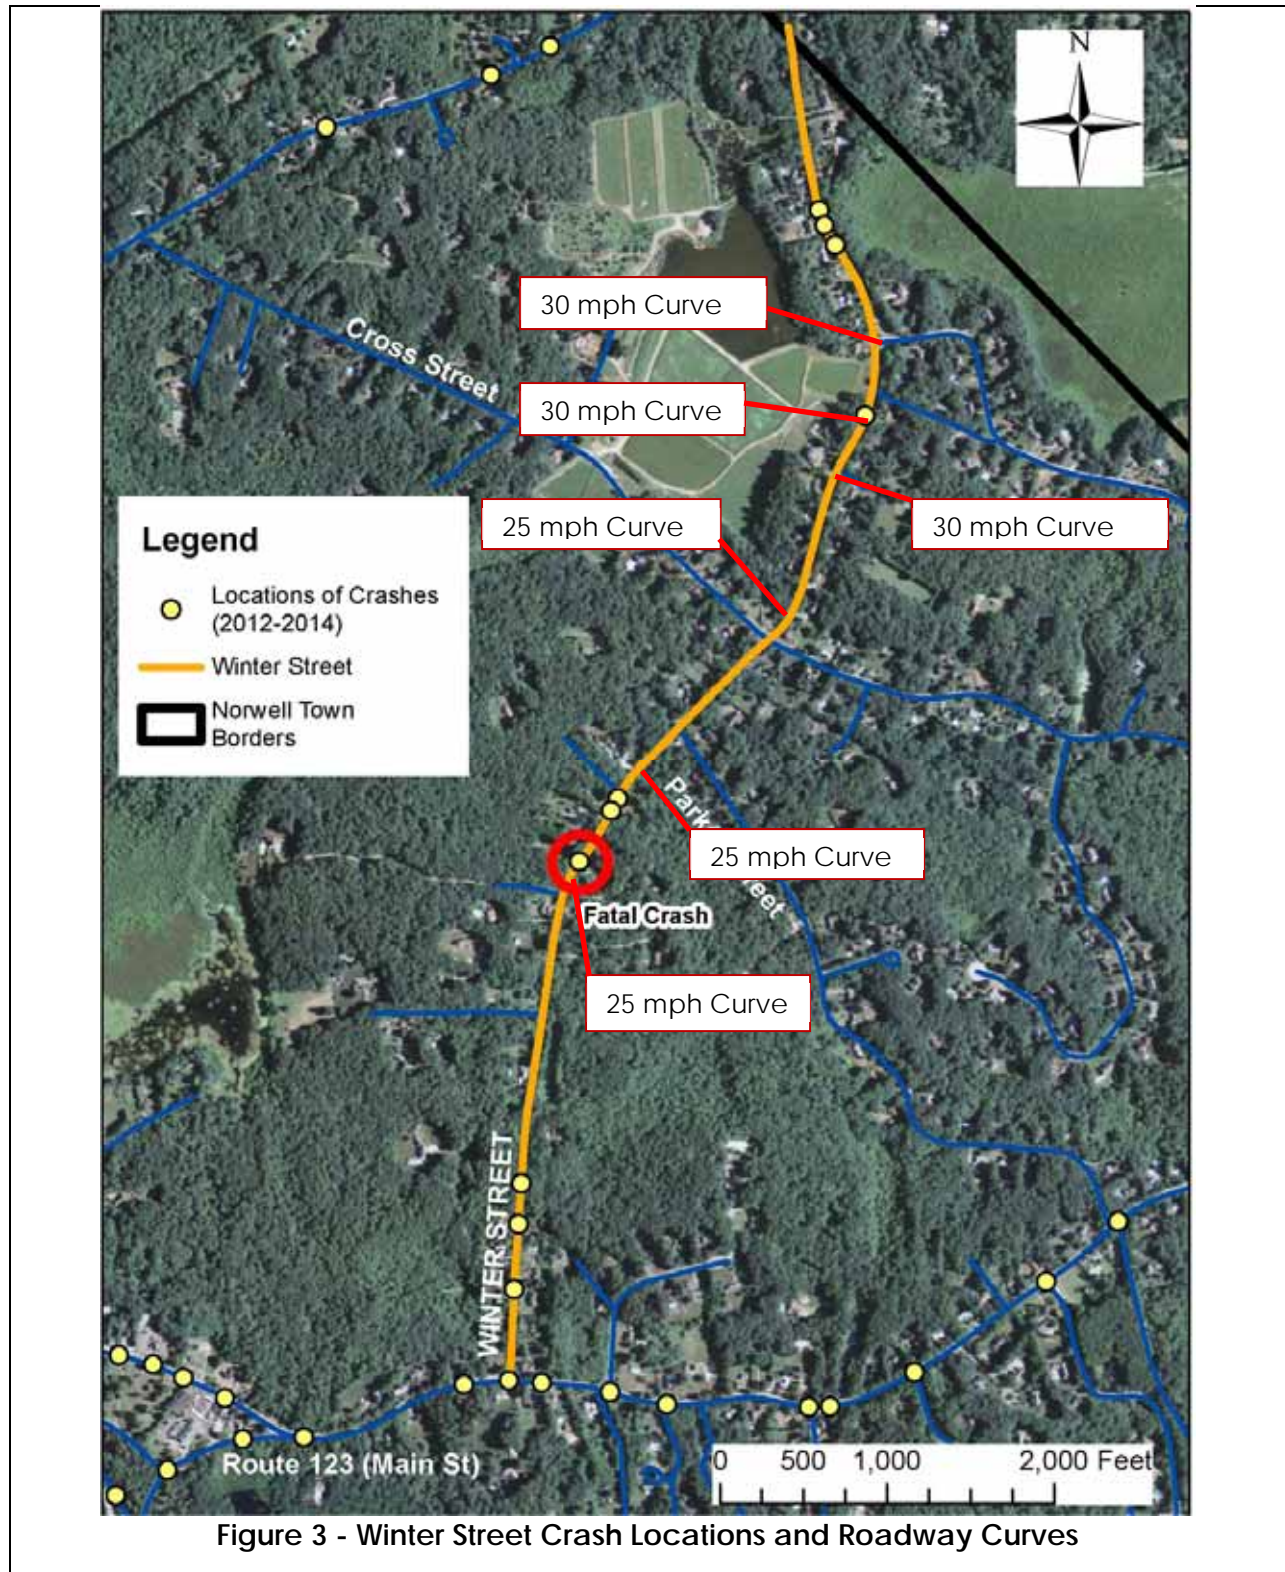 N
30 mph Curve
Cross Street
30 mph Curve
25 mph Curve
30 mph Curve
Legend
Locations of Crashes
(2012-2014)
Winter Street
Norwell Town
Borders
25 mph Curve
Fatal Crash
25 mph Curve
WINTER STREET
0 500 1,000 2,000 Feet
Route 123 (Main St)
Figure 3 - Winter Street Crash Locations and Roadway Curves